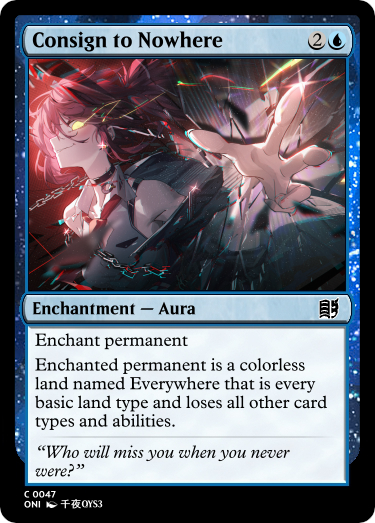 Consign to Nowhere 2
Enchantment — Aura
Enchant permanent
Enchanted permanent is a colorless
land named Everywhere that is every
basic land type and loses all other card
types and abilities.
“Who will miss you when you never
were?”
C 0047
ONI 千夜OYS3